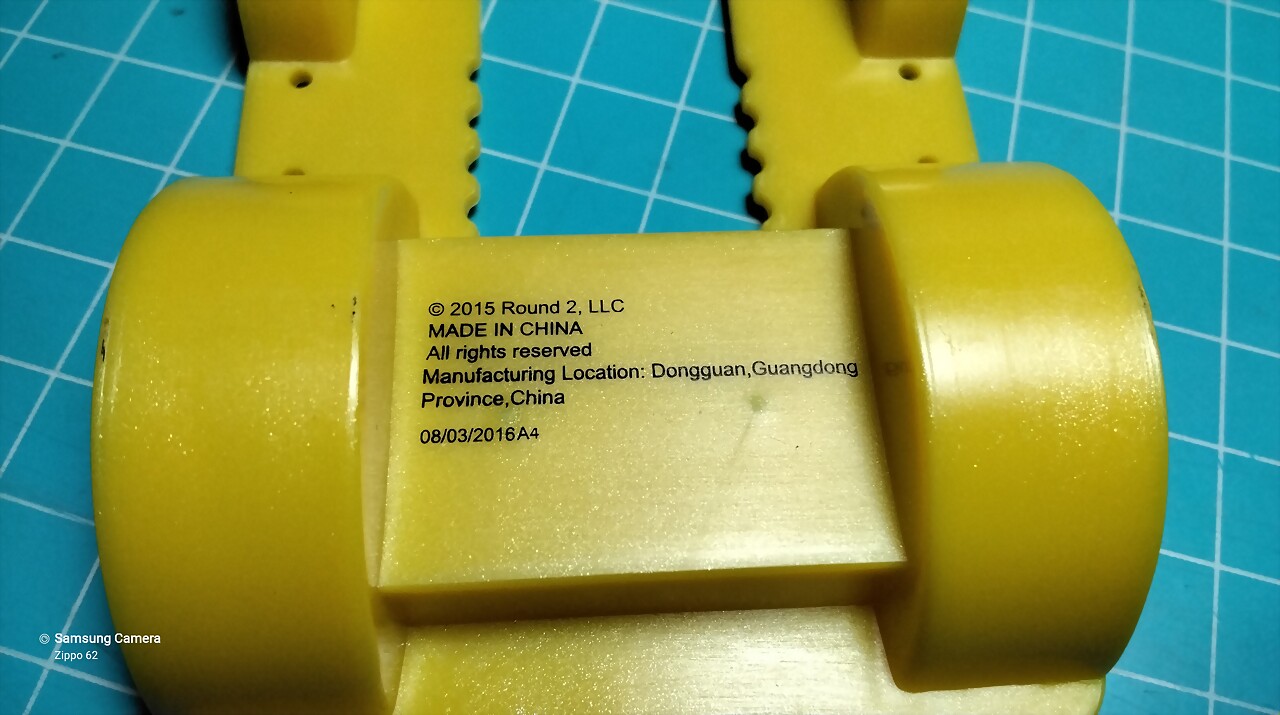 © 2015 Round 2, LLC
MADE IN CHINA
All rights reserved
Manufacturing Location: Dongguan,Guangdong
Province,China
08/03/2016A4
Samsung Camera
Zippo 62